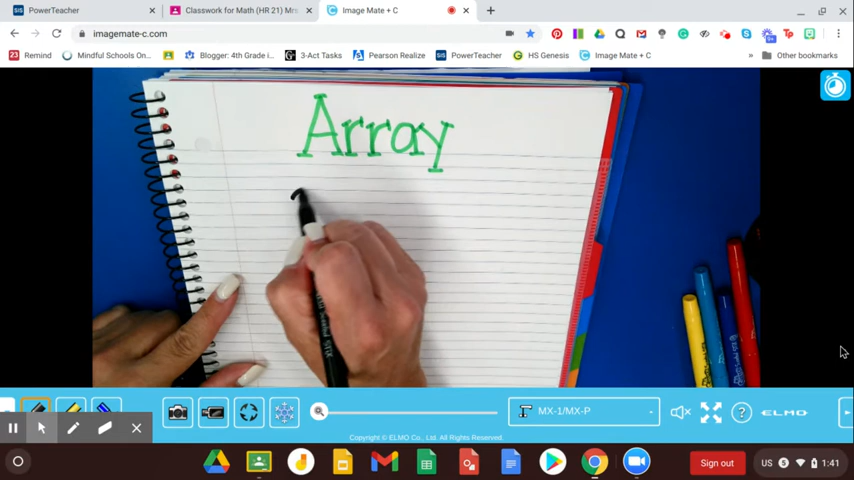 PowerTeacher
Classwork for Math (HR 21) Mrs.
Image Mate + C
imagemate-c.com
23 Remind
Mindful Schools On...
Blogger: 4th Grade i...
3-Act Tasks
Pearson Realize
PowerTeacher
HS Genesis
Image Mate + C
Other bookmarks
Array
MX-1/MX-P
ELMO
Copyright © ELMO Co., Ltd. All Rights Reserved.
Sign out
US
5
1:41